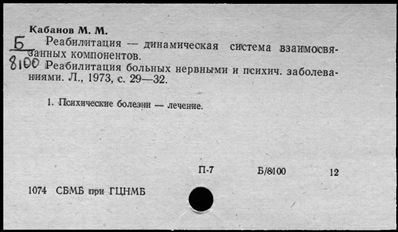 Кабанов М. М.
Б
8100
Реабилитация — динамическая система взаимосвя-
занных компонентов.
Реабилитация больных нервными и психич. заболева-
ниями. Л., 1973, с. 29—32.
1. Психические болезни — лечение.
П-7 Б/8100 12
1074 СБМБ при ГЦНМБ